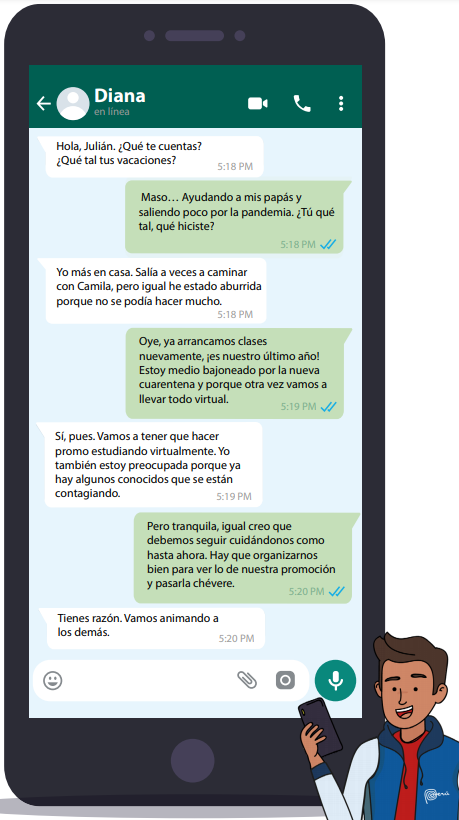 Diana
en línea
Hola, Julián. ¿Qué te cuentas?
¿Qué tal tus vacaciones?
5:18 PM
Maso… Ayudando a mis papás y
saliendo poco por la pandemia. ¿Tú qué
tal, qué hiciste?
5:18 PM
Yo más en casa. Salía a veces a caminar
con Camila, pero igual he estado aburrida
porque no se podía hacer mucho.
5:18 PM
Oye, ya arrancamos clases
nuevamente, ¡es nuestro último año!
Estoy medio bajoneado por la nueva
cuarentena y porque otra vez vamos a
llevar todo virtual.
5:19 PM
Sí, pues. Vamos a tener que hacer
promo estudiando virtualmente. Yo
también estoy preocupada porque ya
hay algunos conocidos que se están
contagiando.
5:19 PM
Pero tranquila, igual creo que
debemos seguir cuidándonos como
hasta ahora. Hay que organizarnos
bien para ver lo de nuestra promoción
y pasarla chévere.
5:20 PM
Tienes razón. Vamos animando a
los demás.
5:20 PM
Perú